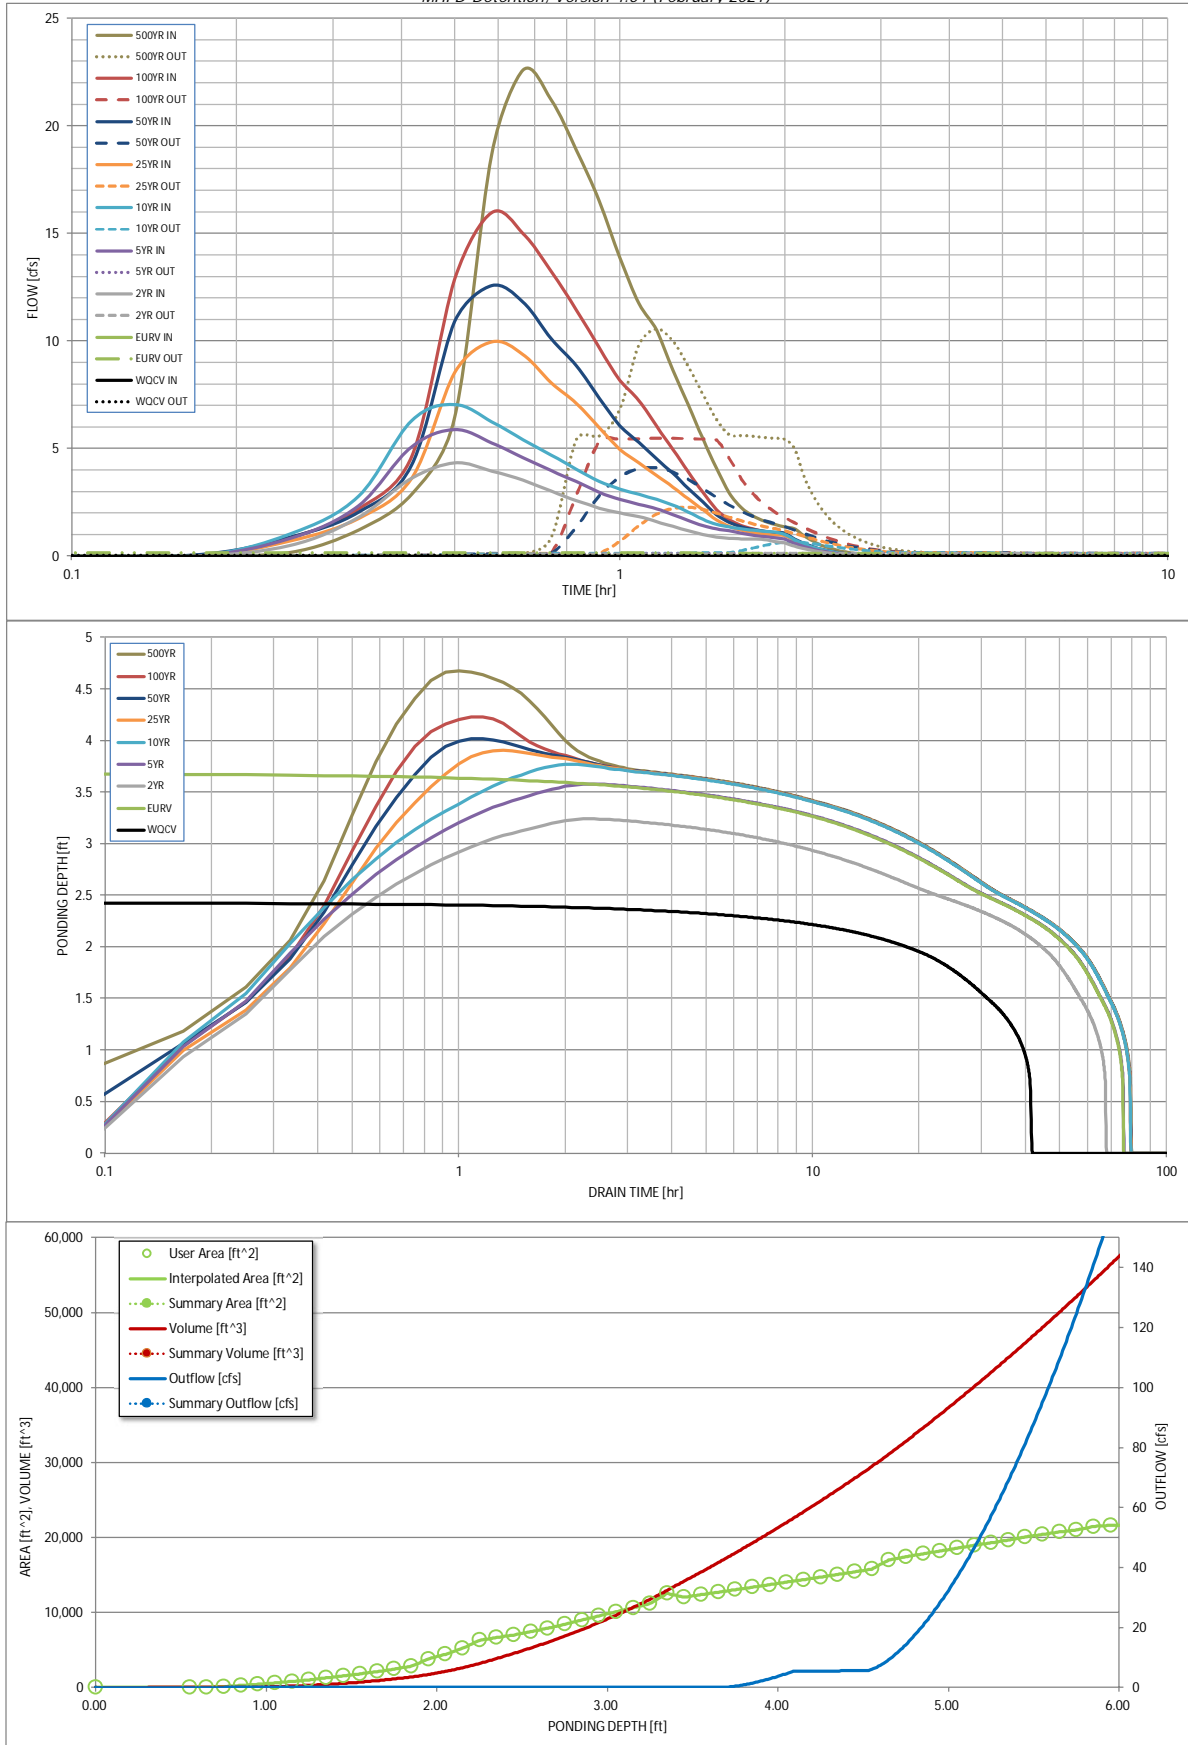 MHFD-Detention, Version 4.04 (February 2021)
25
20
15
10
5
0
FLOW [cfs]
500YR IN
500YR OUT
100YR IN
100YR OUT
50YR IN
50YR OUT
25YR IN
25YR OUT
10YR IN
10YR OUT
5YR IN
5YR OUT
2YR IN
2YR OUT
EURV IN
EURV OUT
WQCV IN
WQCV OUT
0.1
1
10
TIME [hr]
5
4.5
4
3.5
3
2.5
2
1.5
1
0.5
0
PONDING DEPTH [ft]
500YR
100YR
50YR
25YR
10YR
5YR
2YR
EURV
WQCV
0.1
1
10
100
DRAIN TIME [hr]
60,000
50,000
40,000
30,000
20,000
10,000
0
AREA [ft^2], VOLUME [ft^3]
User Area [ft^2]
Interpolated Area [ft^2]
Summary Area [ft^2]
Volume [ft^3]
Summary Volume [ft^3]
Outflow [cfs]
Summary Outflow [cfs]
140
120
100
80
60
40
20
0
OUTFLOW [cfs]
0.00
1.00
2.00
3.00
4.00
5.00
6.00
PONDING DEPTH [ft]